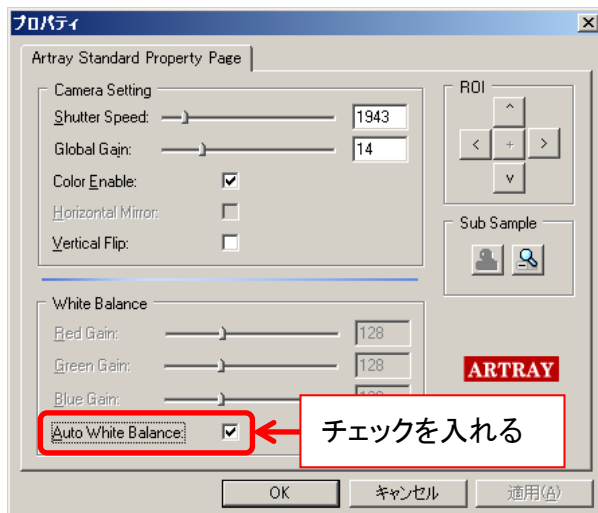 プロパティ
Artray Standard Property Page
Camera Setting
Shutter Speed: 1943
Global Gain: 14
Color Enable:
Horizontal Mirror:
Vertical Flip:
ROI
^
< + >
v
Sub Sample
White Balance
Red Gain: 128
Green Gain: 128
Blue Gain:
ARTRAY
Auto White Balance:
チェックを入れる
OK キャンセル 適用(A)